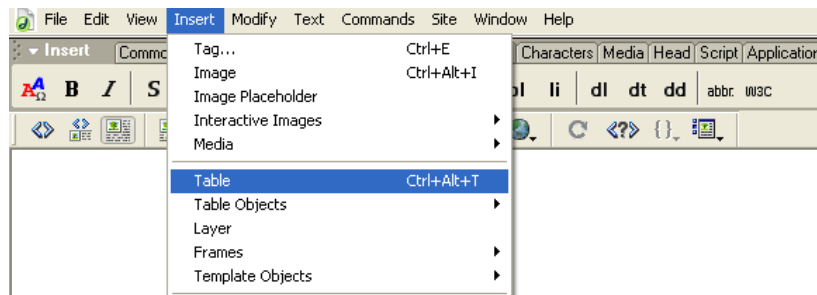 File Edit View Insert Modify Text Commands Site Window Help
Insert Characters Media Head Script Application
Tag... Ctrl+E
Image Ctrl+Alt+I
B I S li dl dt dd abbr. W3C
Image Placeholder
Interactive Images
Media
Table Ctrl+Alt+T
Table Objects
Layer
Frames
Template Objects